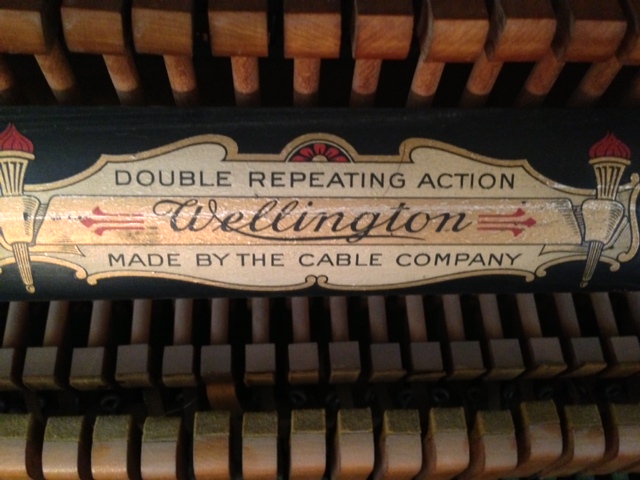 DOUBLE REPEATING ACTION
Wellington
MADE BY THE CABLE COMPANY